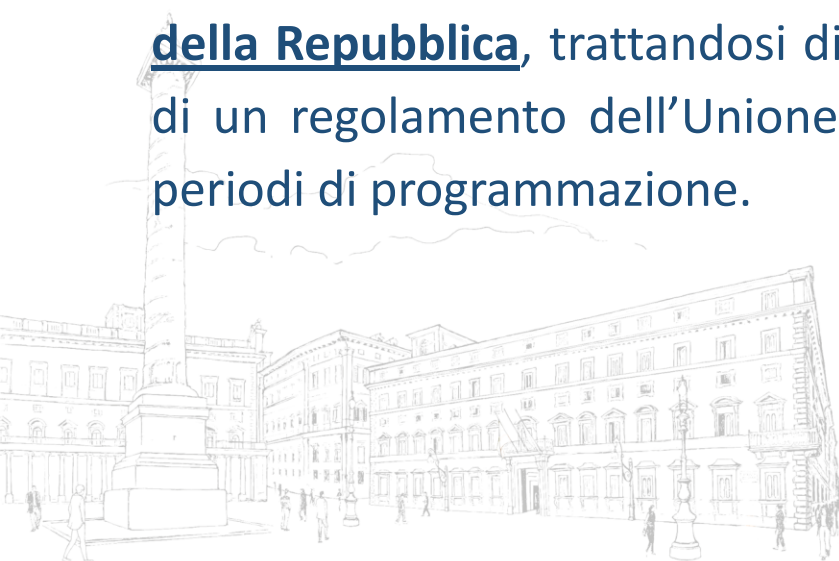 della Repubblica, trattandosi di
di un regolamento dell’Unione
periodi di programmazione.